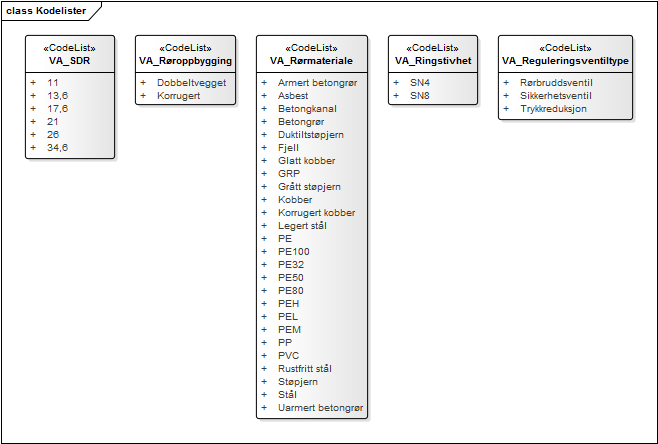 class Kodelister
«CodeList»
VA_SDR
+ 11
+ 13,6
+ 17,6
+ 21
+ 26
+ 34,6
«CodeList»
VA_Røroppbygging
+ Dobbeltvegget
+ Korrugert
«CodeList»
VA_Rørmateriale
+ Armert betongrør
+ Asbest
+ Betongkanal
+ Betongrør
+ Duktiltstøpjern
+ Fjell
+ Glatt kobber
+ GRP
+ Grått støpjern
+ Kobber
+ Korrugert kobber
+ Legert stål
+ PE
+ PE100
+ PE32
+ PE50
+ PE80
+ PEH
+ PEL
+ PEM
+ PP
+ PVC
+ Rustfritt stål
+ Støpjern
+ Stål
+ Uarmert betongrør
«CodeList»
VA_Ringstivhet
+ SN4
+ SN8
«CodeList»
VA_Reguleringsventiltype
+ Rørbruddsventil
+ Sikkerhetsventil
+ Trykkreduksjon